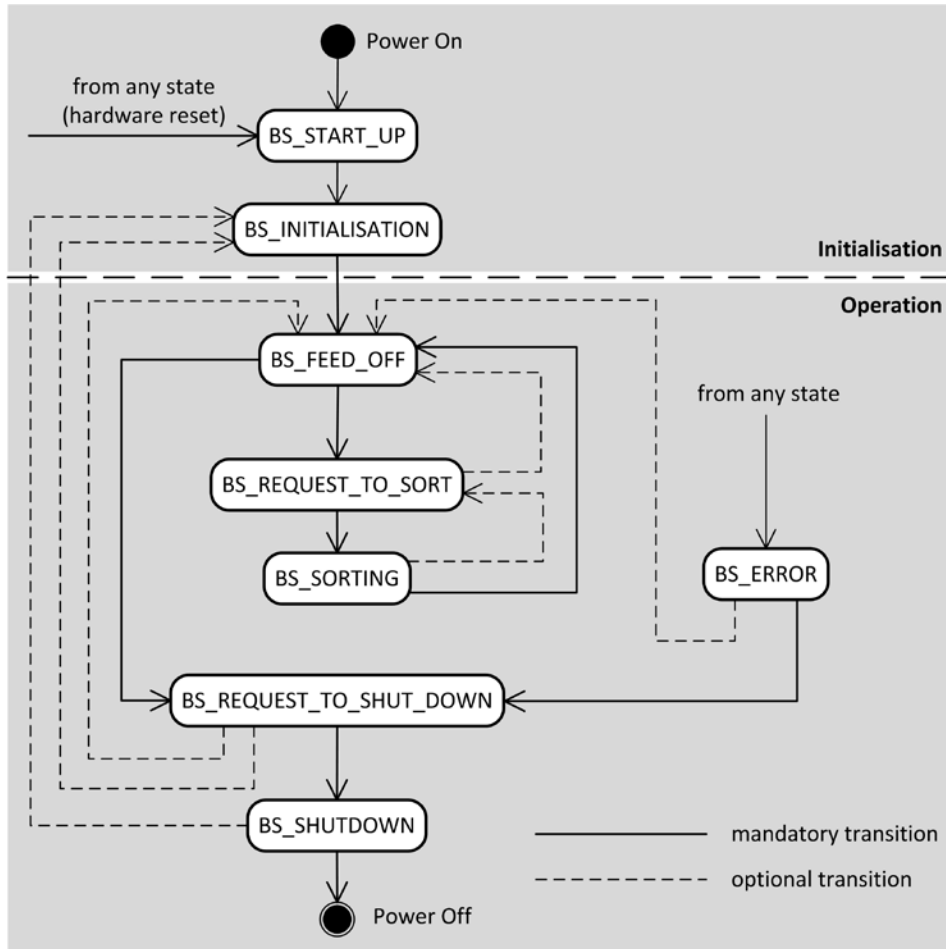 Power On
from any state
(hardware reset)
BS_START_UP
BS_INITIALISATION
Initialisation
Operation
BS_FEED_OFF
from any state
BS_REQUEST_TO_SORT
BS_SORTING
BS_ERROR
BS_REQUEST_TO_SHUT_DOWN
BS_SHUTDOWN
mandatory transition
optional transition
Power Off